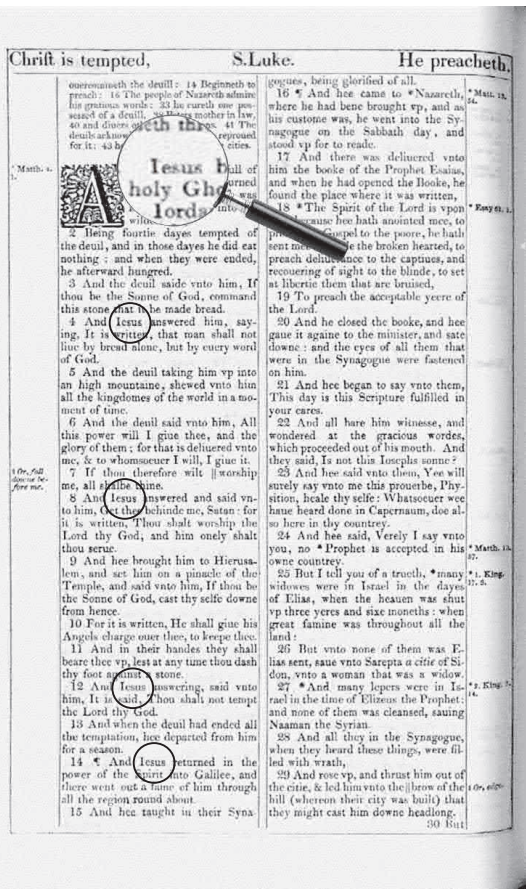 Chrift is tempted, S.Luke. He preacheth.
ouercommeth the deuill: 14 Beginneth to
preach: 16 The people of Nazareth admire
his gratious words: 33 he cureth one pos-
sessed of a deuill, mother in law,
40 and diuers 41 The
deuils acknow reproued
for it: 43 cities.
Iesus
holy Gho
lords
A
*Matth. 4.
1.
2 Being fourtie dayes tempted of
the deuil, and in those dayes he did eat
nothing: and when they were ended,
he afterward hungred.
3 And the deuil saide vnto him, If
thou be the Sonne of God, command
this stone that it be made bread.
4 And Iesus answered him, say-
ing, It is written, that man shall not
liue by bread alone, but by euery word
of God.
5 And the deuil taking him vp into
an high mountaine, shewed vnto him
all the kingdomes of the world in a mo-
ment of time.
6 And the deuil said vnto him, All
this power will I giue thee, and the
glory of them; for that is deliuered vnto
me, & to whomsoeuer I will, I giue it.
7 If thou therefore wilt ||worship
me, all shalbe thine.
||Or, fall
downe be-
fore me.
8 And Iesus answered and said vn-
to him, Get thee behinde me, Satan: for
it is written, Thou shalt worship the
Lord thy God, and him onely shalt
thou serue.
9 And hee brought him to Hierusa-
lem, and set him on a pinacle of the
Temple, and said vnto him, If thou be
the Sonne of God, cast thy selfe downe
from hence.
10 For it is written, He shall giue his
Angels charge ouer thee, to keepe thee.
11 And in their handes they shall
beare thee vp, lest at any time thou dash
thy foot against a stone.
12 And Iesus answering, said vnto
him, It is said, Thou shalt not tempt
the Lord thy God.
13 And when the deuil had ended all
the temptation, hee departed from him
for a season.
14 ¶ And Iesus returned in the
power of the Spirit into Galilee, and
there went out a fame of him through
all the region round about.
15 And hee taught in their Syna-
gogues, being glorified of all.
16 ¶ And hee came to *Nazareth,
where he had bene brought vp, and as
his custome was, he went into the Sy-
nagogue on the Sabbath day, and
stood vp for to reade.
*Matt. 13.
54.
17 And there was deliuered vnto
him the booke of the Prophet Esaias,
and when he had opened the Booke, he
found the place where it was written,
18 *The Spirit of the Lord is vpon
because hee hath anointed mee, to
Gospel to the poore, he hath
sent mee the broken hearted, to
preach deliuerance to the captiues, and
recouering of sight to the blinde, to set
at libertie them that are bruised,
*Esay 61. 1.
19 To preach the acceptable yeere of
the Lord.
20 And he closed the booke, and hee
gaue it againe to the minister, and sate
downe: and the eyes of all them that
were in the Synagogue were fastened
on him.
21 And hee began to say vnto them,
This day is this Scripture fulfilled in
your eares.
22 And all bare him witnesse, and
wondered at the gracious wordes,
which proceeded out of his mouth. And
they said, Is not this Iosephs sonne?
23 And hee said vnto them, Yee will
surely say vnto me this prouerbe, Phy-
sition, heale thy selfe: Whatsoeuer wee
haue heard done in Capernaum, doe al-
so here in thy countrey.
24 And hee said, Verely I say vnto
you, no *Prophet is accepted in his
owne countrey.
*Matth. 13.
57.
25 But I tell you of a trueth, *many
widowes were in Israel in the dayes
of Elias, when the heauen was shut
vp three yeres and sixe moneths: when
great famine was throughout all the
land:
*1. King.
17. 9.
26 But vnto none of them was E-
lias sent, saue vnto Sarepta a citie of Si-
don, vnto a woman that was a widow.
27 *And many lepers were in Is-
rael in the time of Elizeus the Prophet:
and none of them was cleansed, sauing
Naaman the Syrian.
28 And all they in the Synagogue,
when they heard these things, were fil-
led with wrath,
29 And rose vp, and thrust him out of
the citie, & led him vnto the||brow of the
hill (whereon their city was built) that
they might cast him downe headlong.
||Or, edge.
30 But